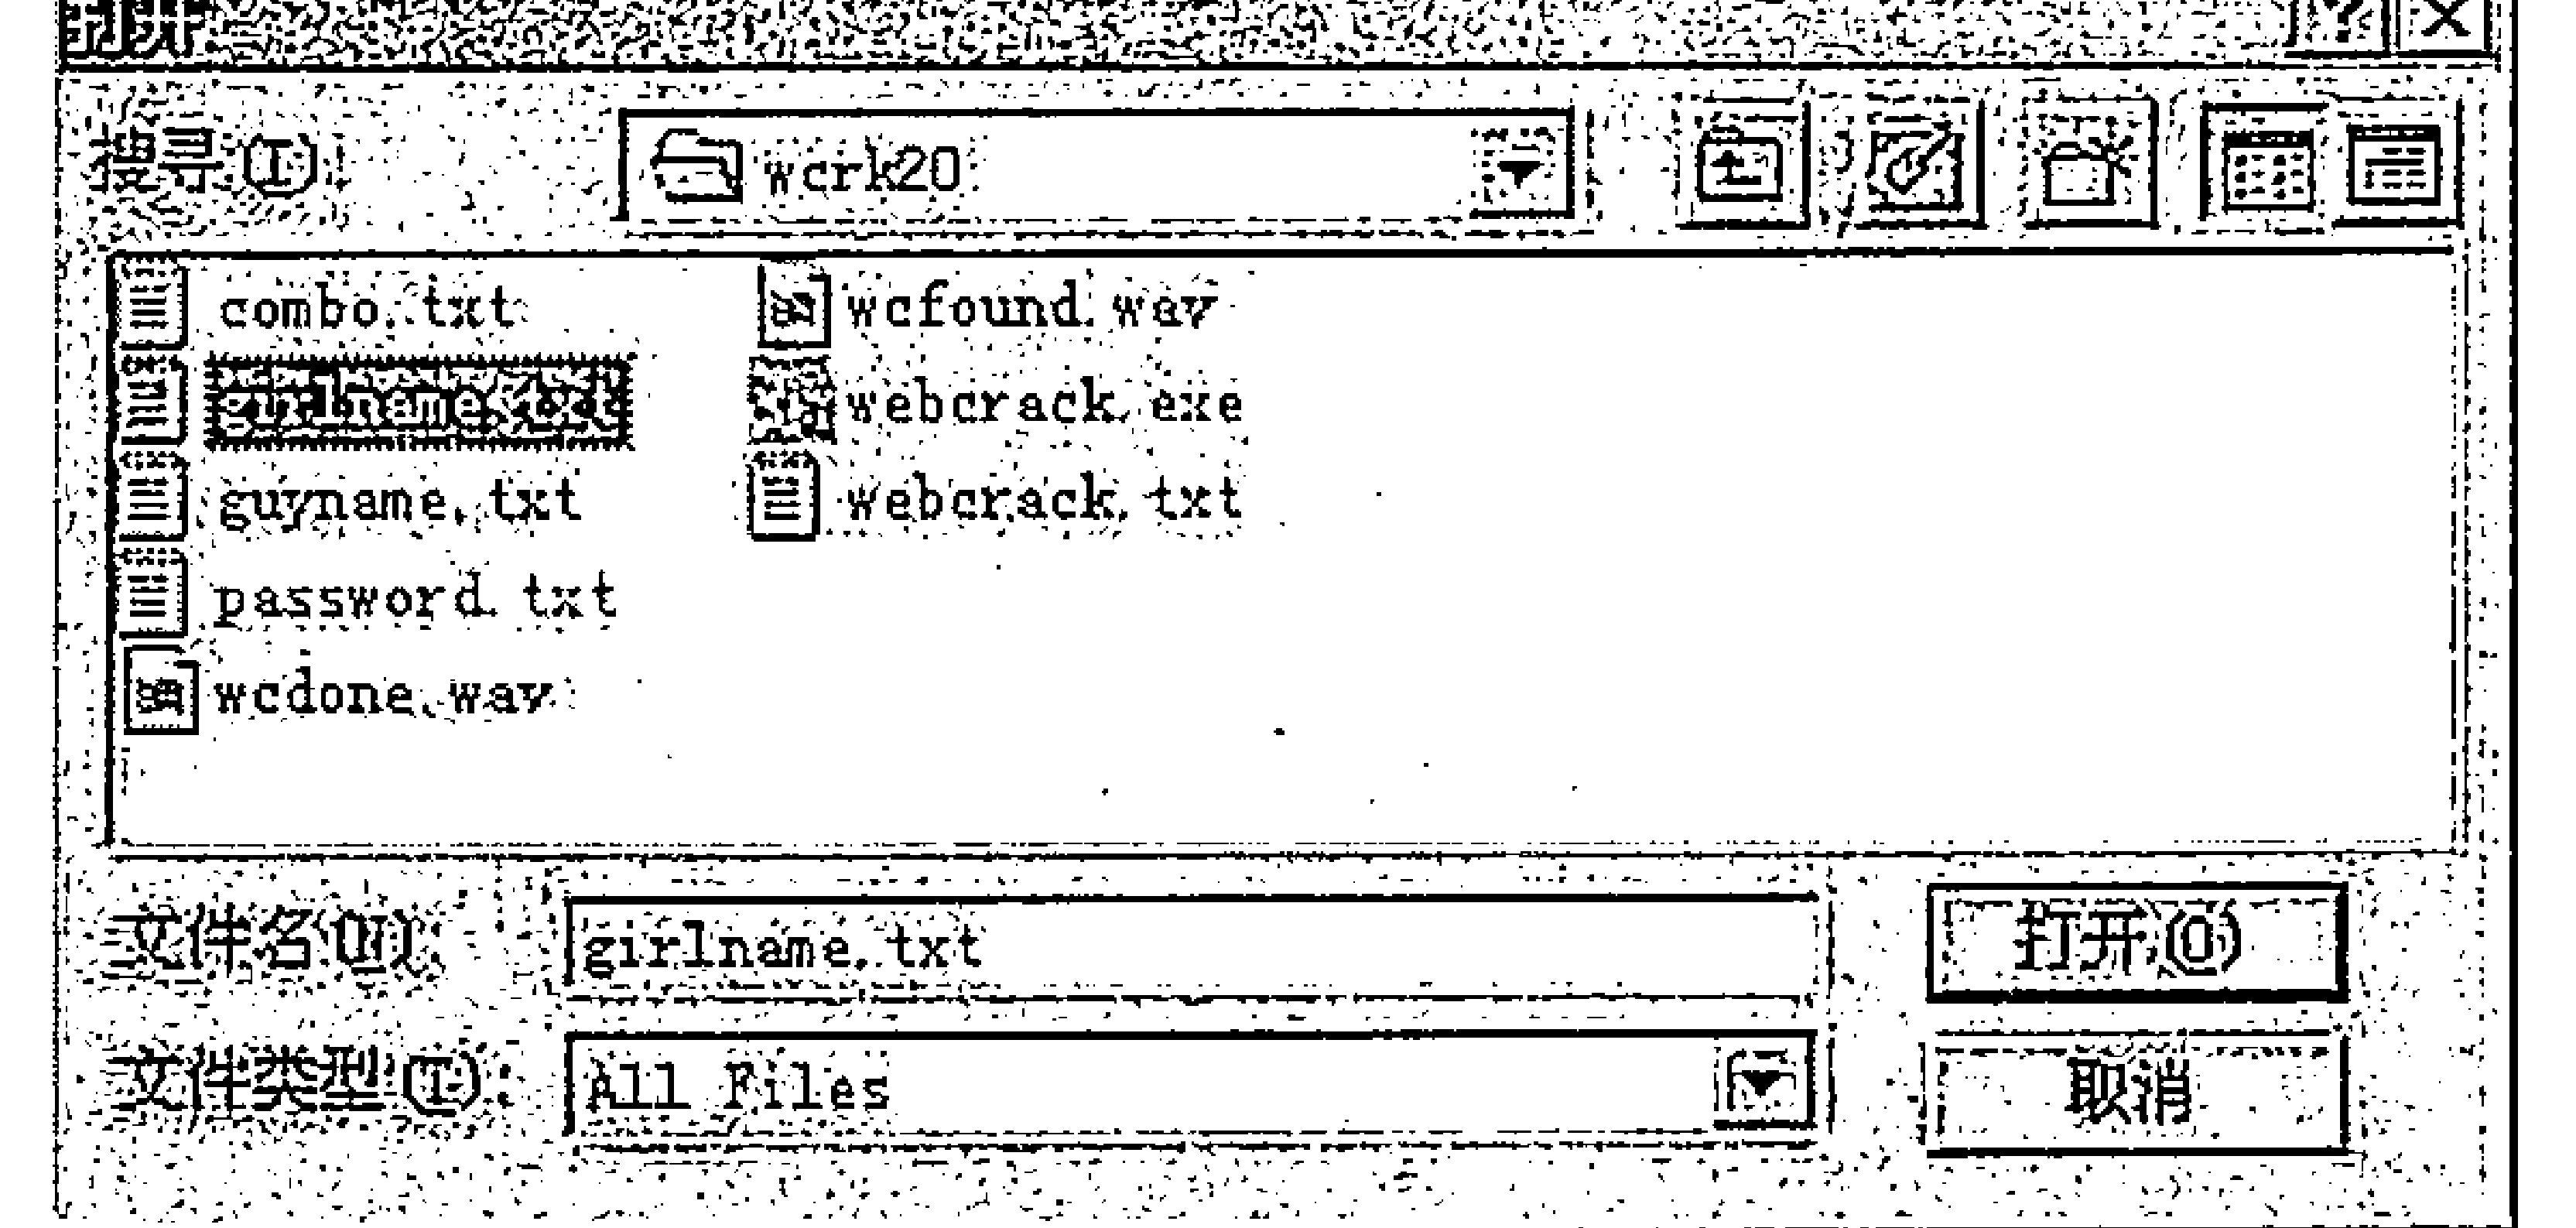 打开
搜寻(I)
wcrk20
combo.txt
girlname.txt
guyname.txt
password.txt
wcdone.wav
wcfound.wav
webcrack.exe
webcrack.txt
文件名(N)
girlname.txt
打开(O)
文件类型(T)
All Files
取消